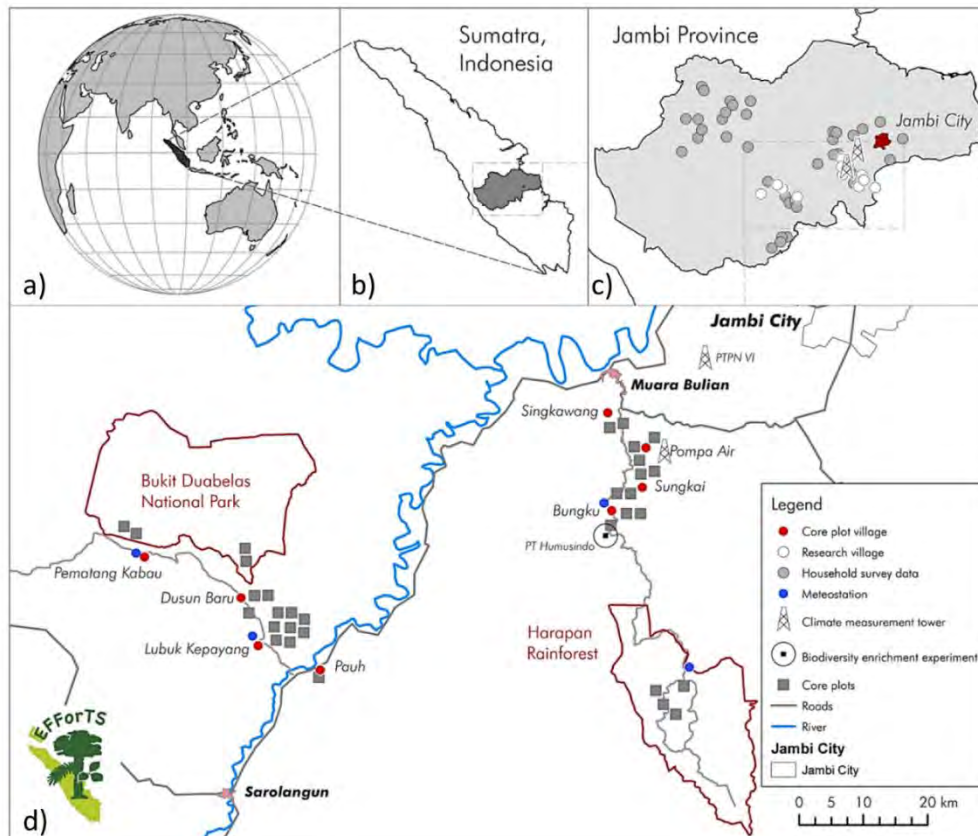 a)
Sumatra,
Indonesia
b)
Jambi Province
Jambi City
c)
Jambi City
PTPN VI
Muara Bulian
Singkawang
Pompa Air
Sungkai
Bungku
PT Humusindo
Bukit Duabelas
National Park
Pematang Kabau
Dusun Baru
Lubuk Kepayang
Pauh
Harapan
Rainforest
Sarolangun
EFForTS
d)
Legend
Core plot village
Research village
Household survey data
Meteostation
Climate measurement tower
Biodiversity enrichment experiment
Core plots
Roads
River
Jambi City
Jambi City
0 5 10 20 km